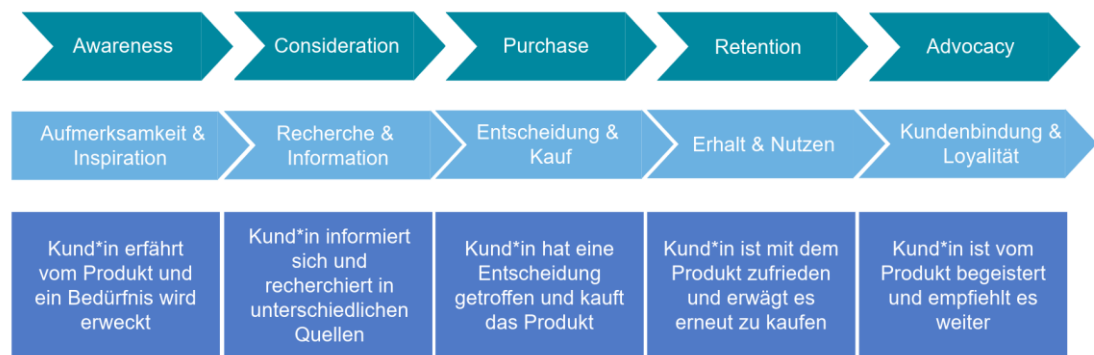 Awareness
Consideration
Purchase
Retention
Advocacy
Aufmerksamkeit &
Inspiration
Recherche &
Information
Entscheidung &
Kauf
Erhalt & Nutzen
Kundenbindung &
Loyalität
Kund*in erfährt
vom Produkt und
ein Bedürfnis wird
erweckt
Kund*in informiert
sich und
recherchiert in
unterschiedlichen
Quellen
Kund*in hat eine
Entscheidung
getroffen und kauft
das Produkt
Kund*in ist mit dem
Produkt zufrieden
und erwägt es
erneut zu kaufen
Kund*in ist vom
Produkt begeistert
und empfiehlt es
weiter